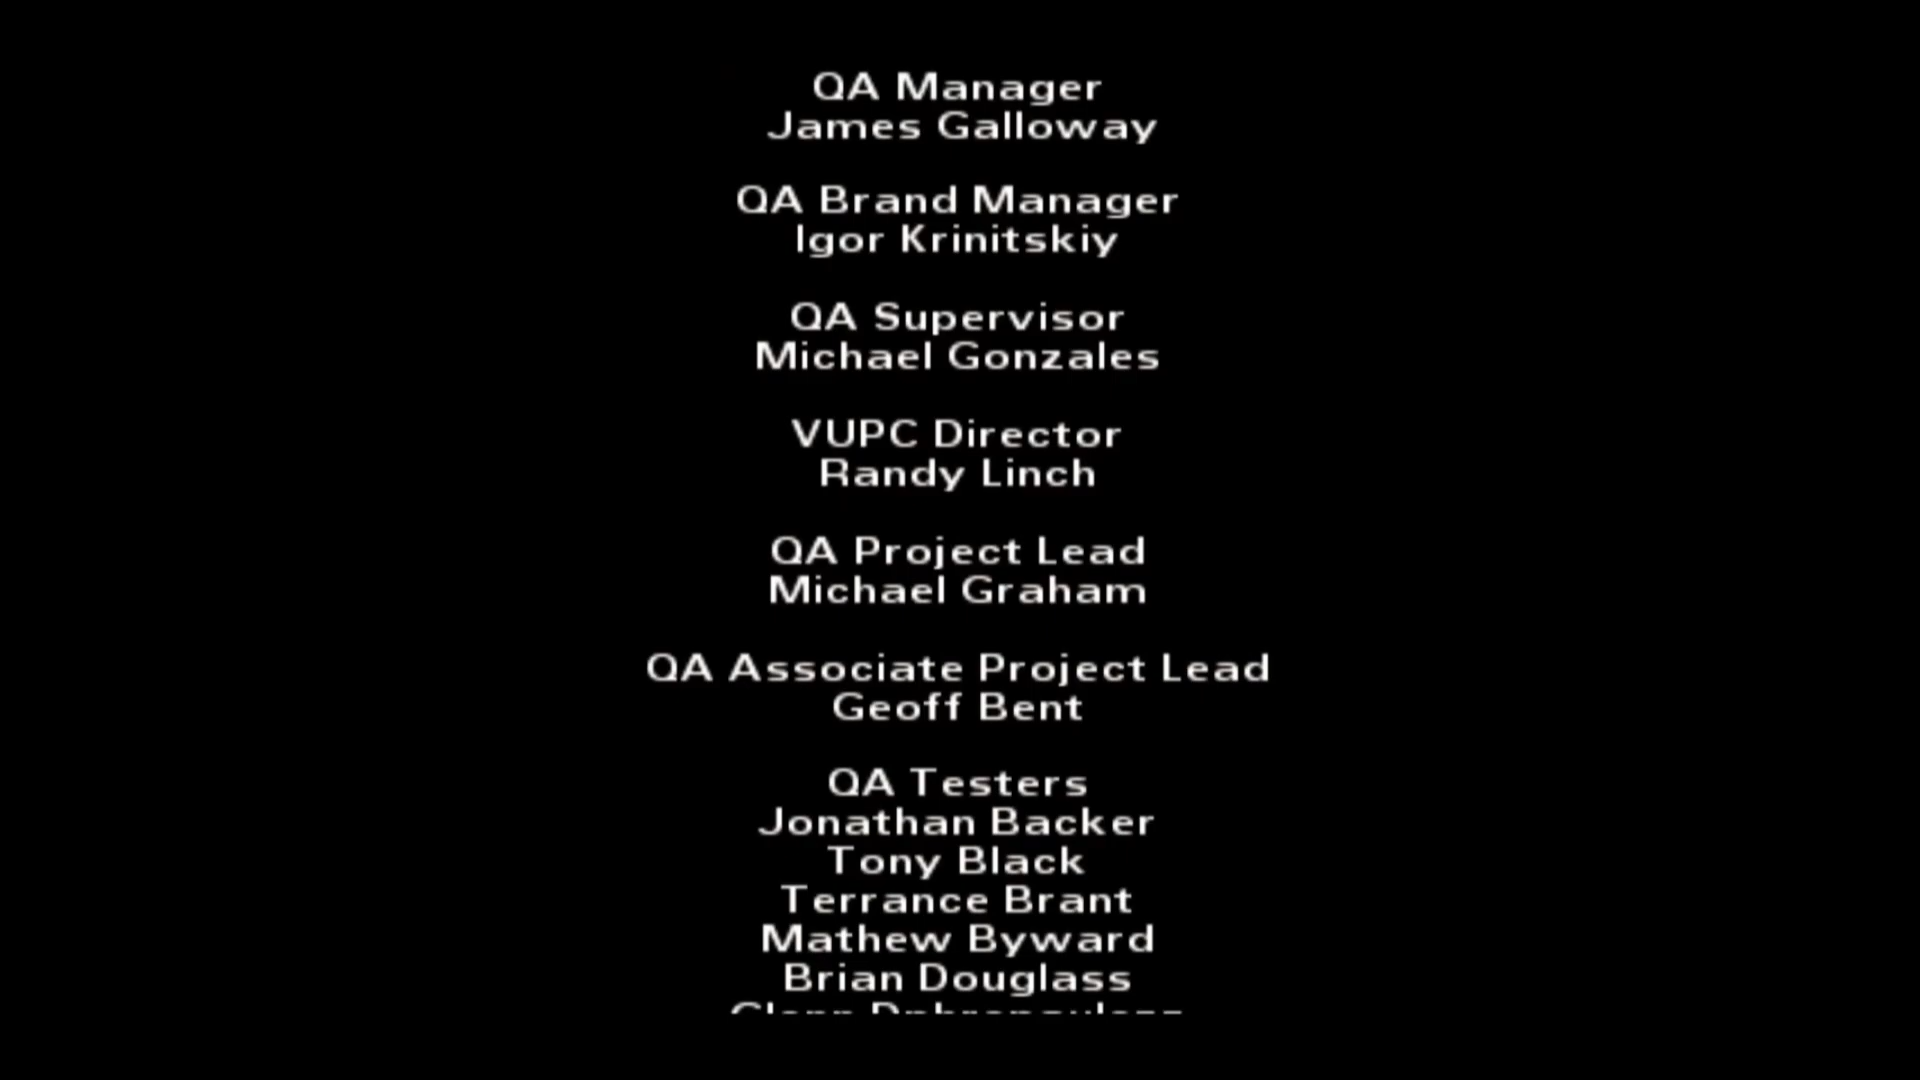 QA Manager
James Galloway
QA Brand Manager
Igor Krinitskiy
QA Supervisor
Michael Gonzales
VUPC Director
Randy Linch
QA Project Lead
Michael Graham
QA Associate Project Lead
Geoff Bent
QA Testers
Jonathan Backer
Tony Black
Terrance Brant
Mathew Byward
Brian Douglass